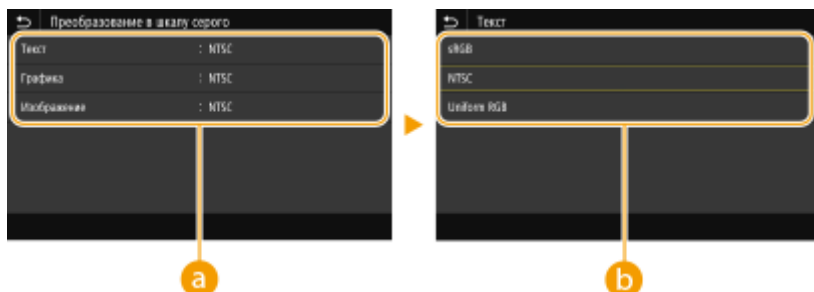 Преобразование в шкалу серого
Текст : NTSC
Графика : NTSC
Изображение : NTSC
a
Текст
sRGB
NTSC
Uniform RGB
b